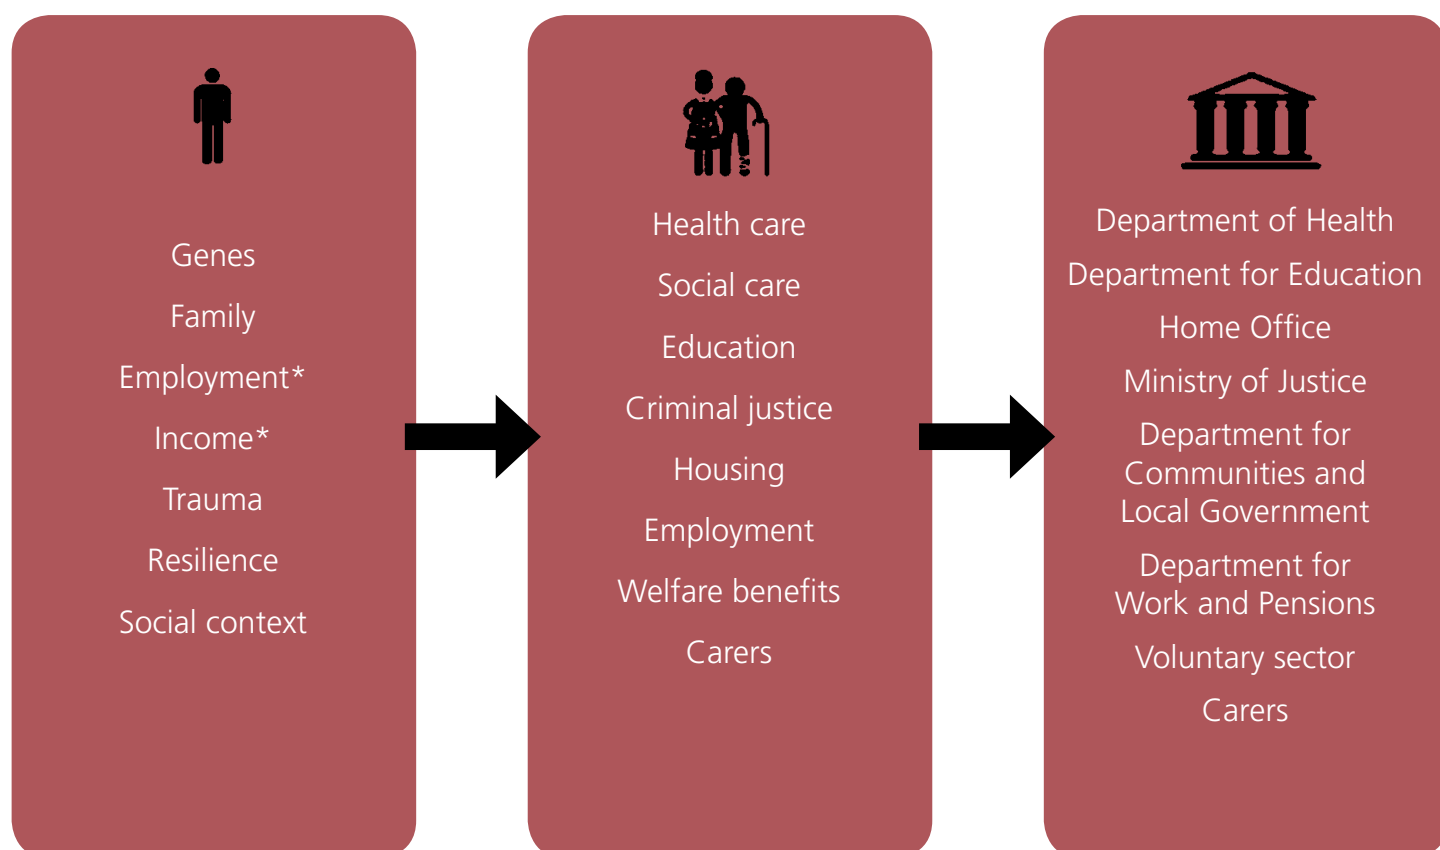 Genes
Family
Employment*
Income*
Trauma
Resilience
Social context
Health care
Social care
Education
Criminal justice
Housing
Employment
Welfare benefits
Carers
Department of Health
Department for Education
Home Office
Ministry of Justice
Department for
Communities and
Local Government
Department for
Work and Pensions
Voluntary sector
Carers